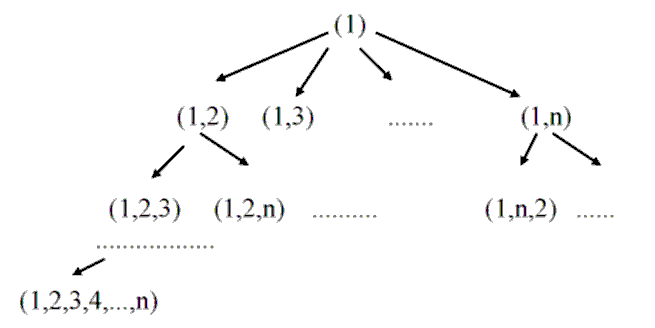 (1)
(1,2) (1,3) ....... (1,n)
(1,2,3) (1,2,n) .......... (1,n,2) ......
..................
(1,2,3,4,...,n)